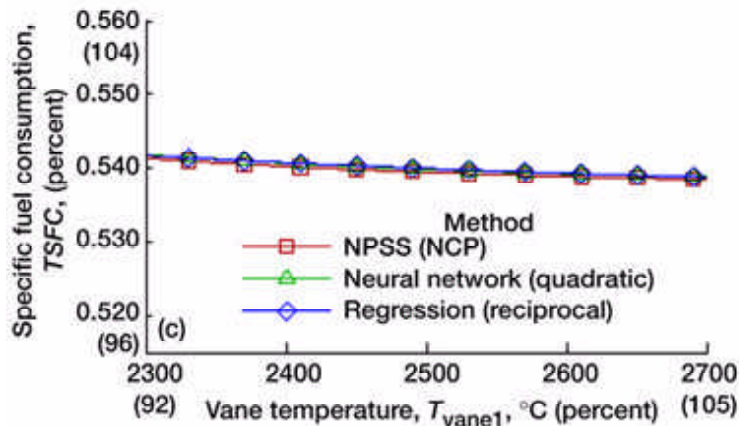 0.560
(104)
0.550
0.540
0.530
0.520
(96)
Specific fuel consumption,
TSFC, (percent)
Method
NPSS (NCP)
Neural network (quadratic)
Regression (reciprocal)
(c)
2300 2400 2500 2600 2700
(92) Vane temperature, Tvane1, °C (percent) (105)